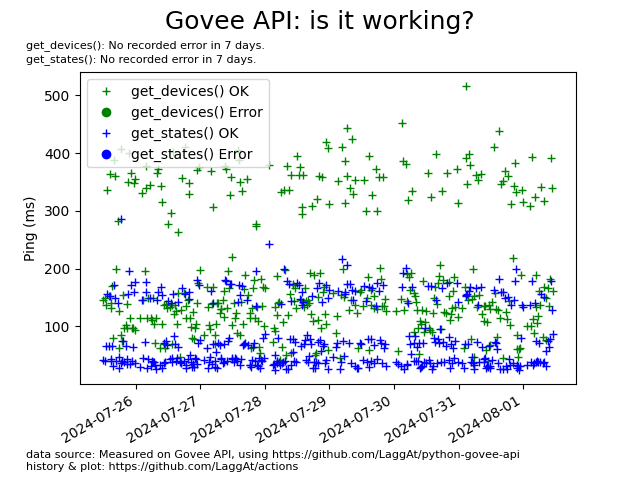 Govee API: is it working?
get_devices(): No recorded error in 7 days.
get_states(): No recorded error in 7 days.
get_devices() OK
get_devices() Error
get_states() OK
get_states() Error
Ping (ms)
500
400
300
200
100
2024-07-26
2024-07-27
2024-07-28
2024-07-29
2024-07-30
2024-07-31
2024-08-01
data source: Measured on Govee API, using https://github.com/LaggAt/python-govee-api
history & plot: https://github.com/LaggAt/actions